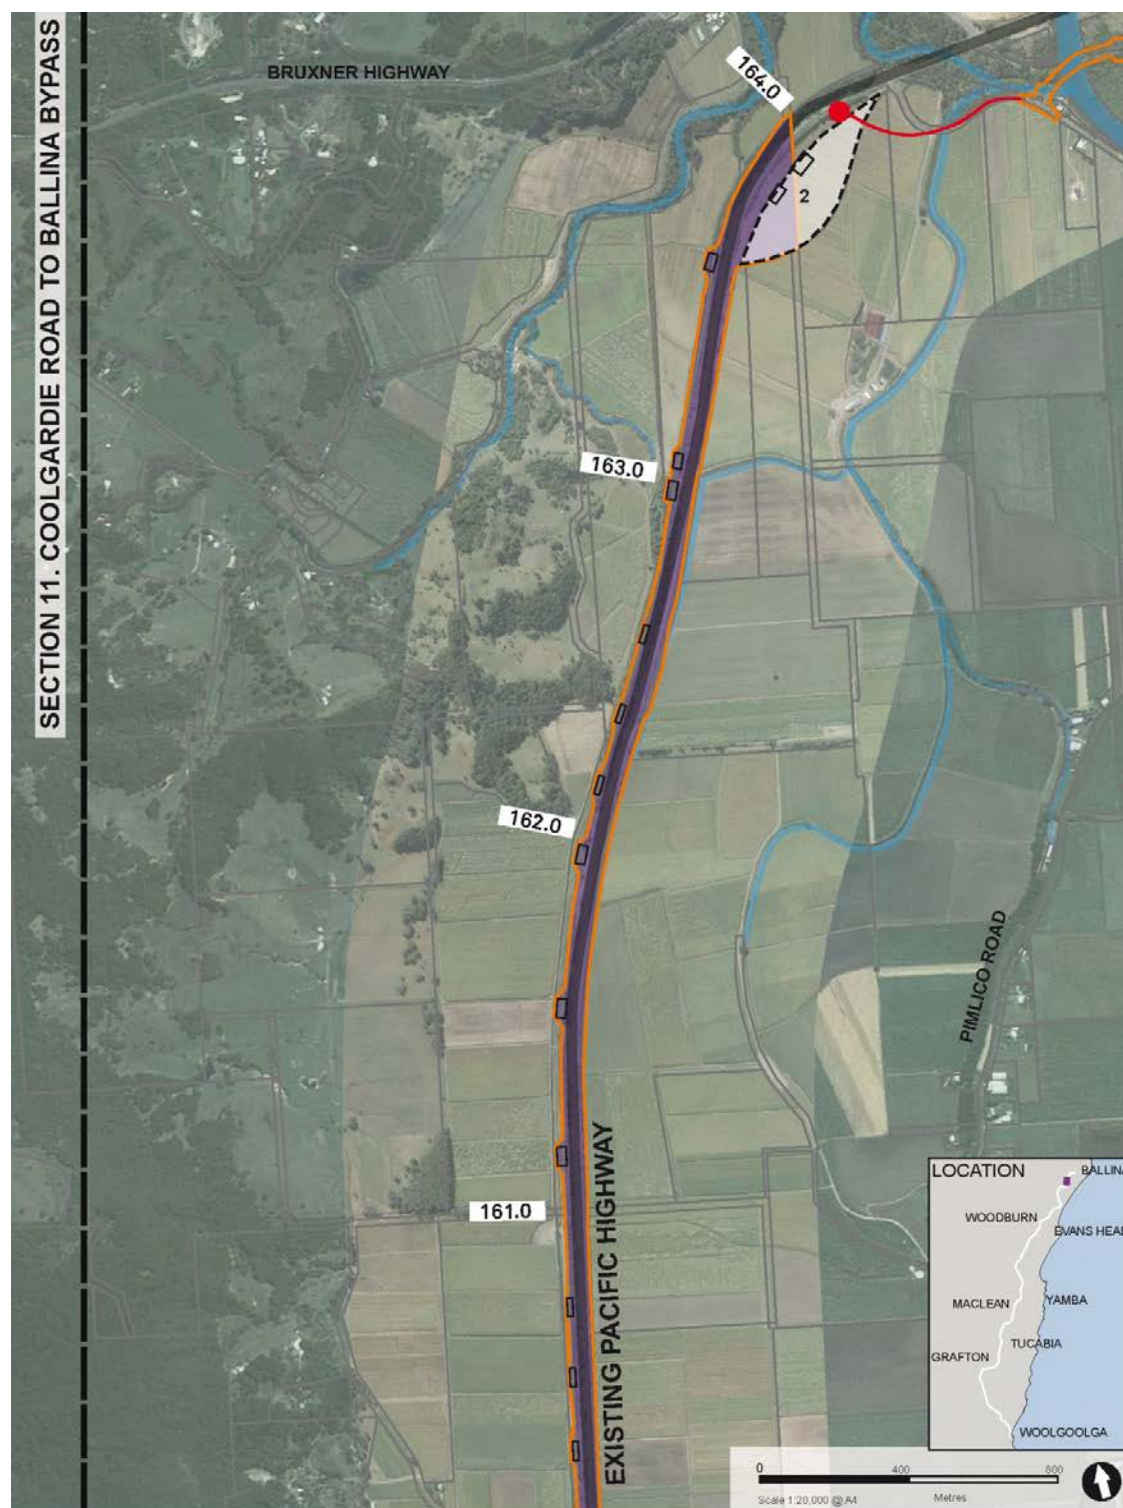 SECTION 11. COOLGARDIE ROAD TO BALLINA BYPASS
BRUXNER HIGHWAY
164.0
2
163.0
162.0
PIMLICO ROAD
161.0
EXISTING PACIFIC HIGHWAY
LOCATION
BALLINA
WOODBURN
EVANS HEAD
MACLEAN
YAMBA
TUCABIA
GRAFTON
WOOLGOOLGA
0 400 800
Scale 1:20,000 @ A4 Metres